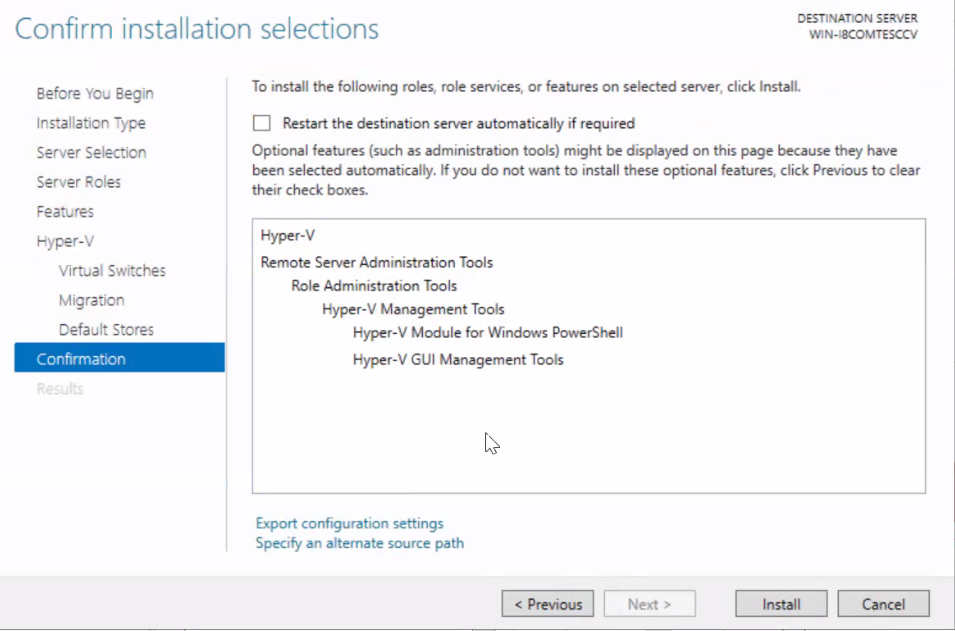 Confirm installation selections
DESTINATION SERVER
WIN-I8COMTESCCV
Before You Begin
Installation Type
Server Selection
Server Roles
Features
Hyper-V
Virtual Switches
Migration
Default Stores
Confirmation
Results
To install the following roles, role services, or features on selected server, click Install.
Restart the destination server automatically if required
Optional features (such as administration tools) might be displayed on this page because they have
been selected automatically. If you do not want to install these optional features, click Previous to clear
their check boxes.
Hyper-V
Remote Server Administration Tools
Role Administration Tools
Hyper-V Management Tools
Hyper-V Module for Windows PowerShell
Hyper-V GUI Management Tools
Export configuration settings
Specify an alternate source path
< Previous
Next >
Install
Cancel